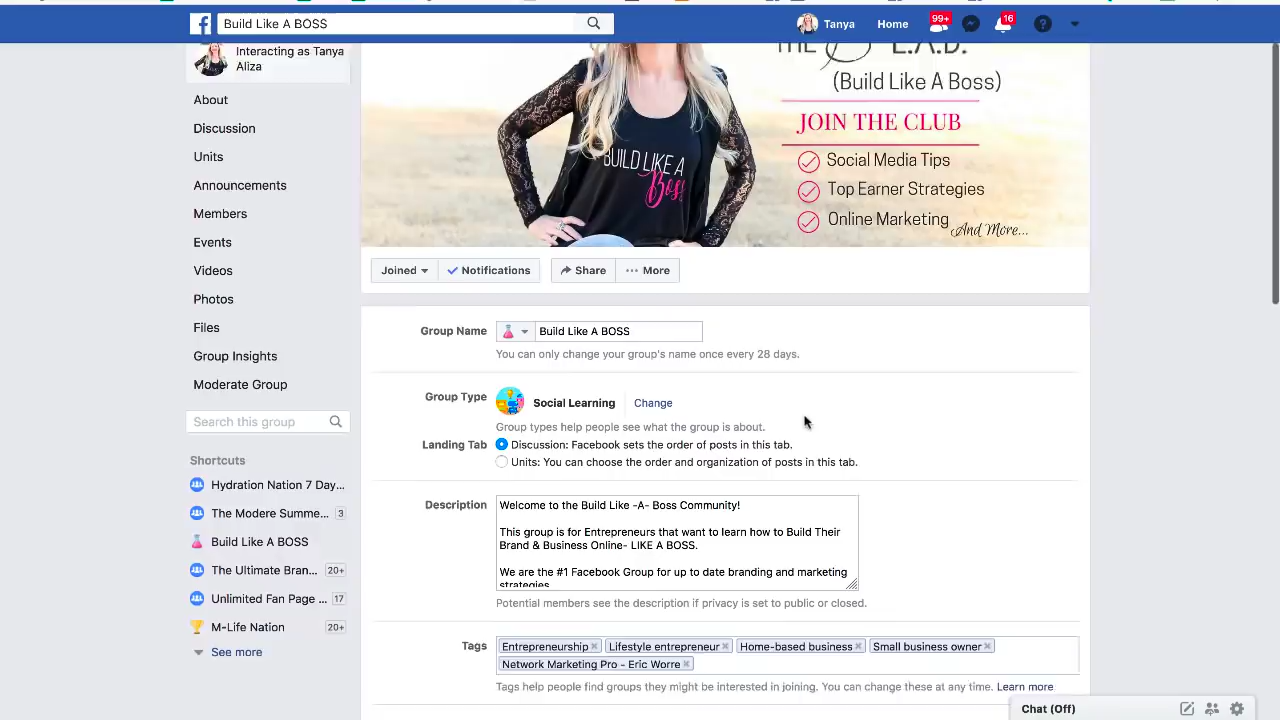 Build Like A BOSS
Tanya
Home
99+
16
Interacting as Tanya
Aliza
About
Discussion
Units
Announcements
Members
Events
Videos
Photos
Files
Group Insights
Moderate Group
Search this group
Shortcuts
Hydration Nation 7 Day...
The Modere Summe... 3
Build Like A BOSS
The Ultimate Bran... 20+
Unlimited Fan Page ... 17
M-Life Nation 20+
See more
(Build Like A Boss)
JOIN THE CLUB
Social Media Tips
Top Earner Strategies
Online Marketing
And More...
BUILD LIKE A
Boss
Joined
Notifications
Share
More
Group Name
Build Like A BOSS
You can only change your group's name once every 28 days.
Group Type
Social Learning
Change
Group types help people see what the group is about.
Landing Tab
Discussion: Facebook sets the order of posts in this tab.
Units: You can choose the order and organization of posts in this tab.
Description
Welcome to the Build Like -A- Boss Community!
This group is for Entrepreneurs that want to learn how to Build Their
Brand & Business Online- LIKE A BOSS.
We are the #1 Facebook Group for up to date branding and marketing
strategies
Potential members see the description if privacy is set to public or closed.
Tags
Entrepreneurship
Lifestyle entrepreneur
Home-based business
Small business owner
Network Marketing Pro - Eric Worre
Tags help people find groups they might be interested in joining. You can change these at any time. Learn more
Chat (Off)